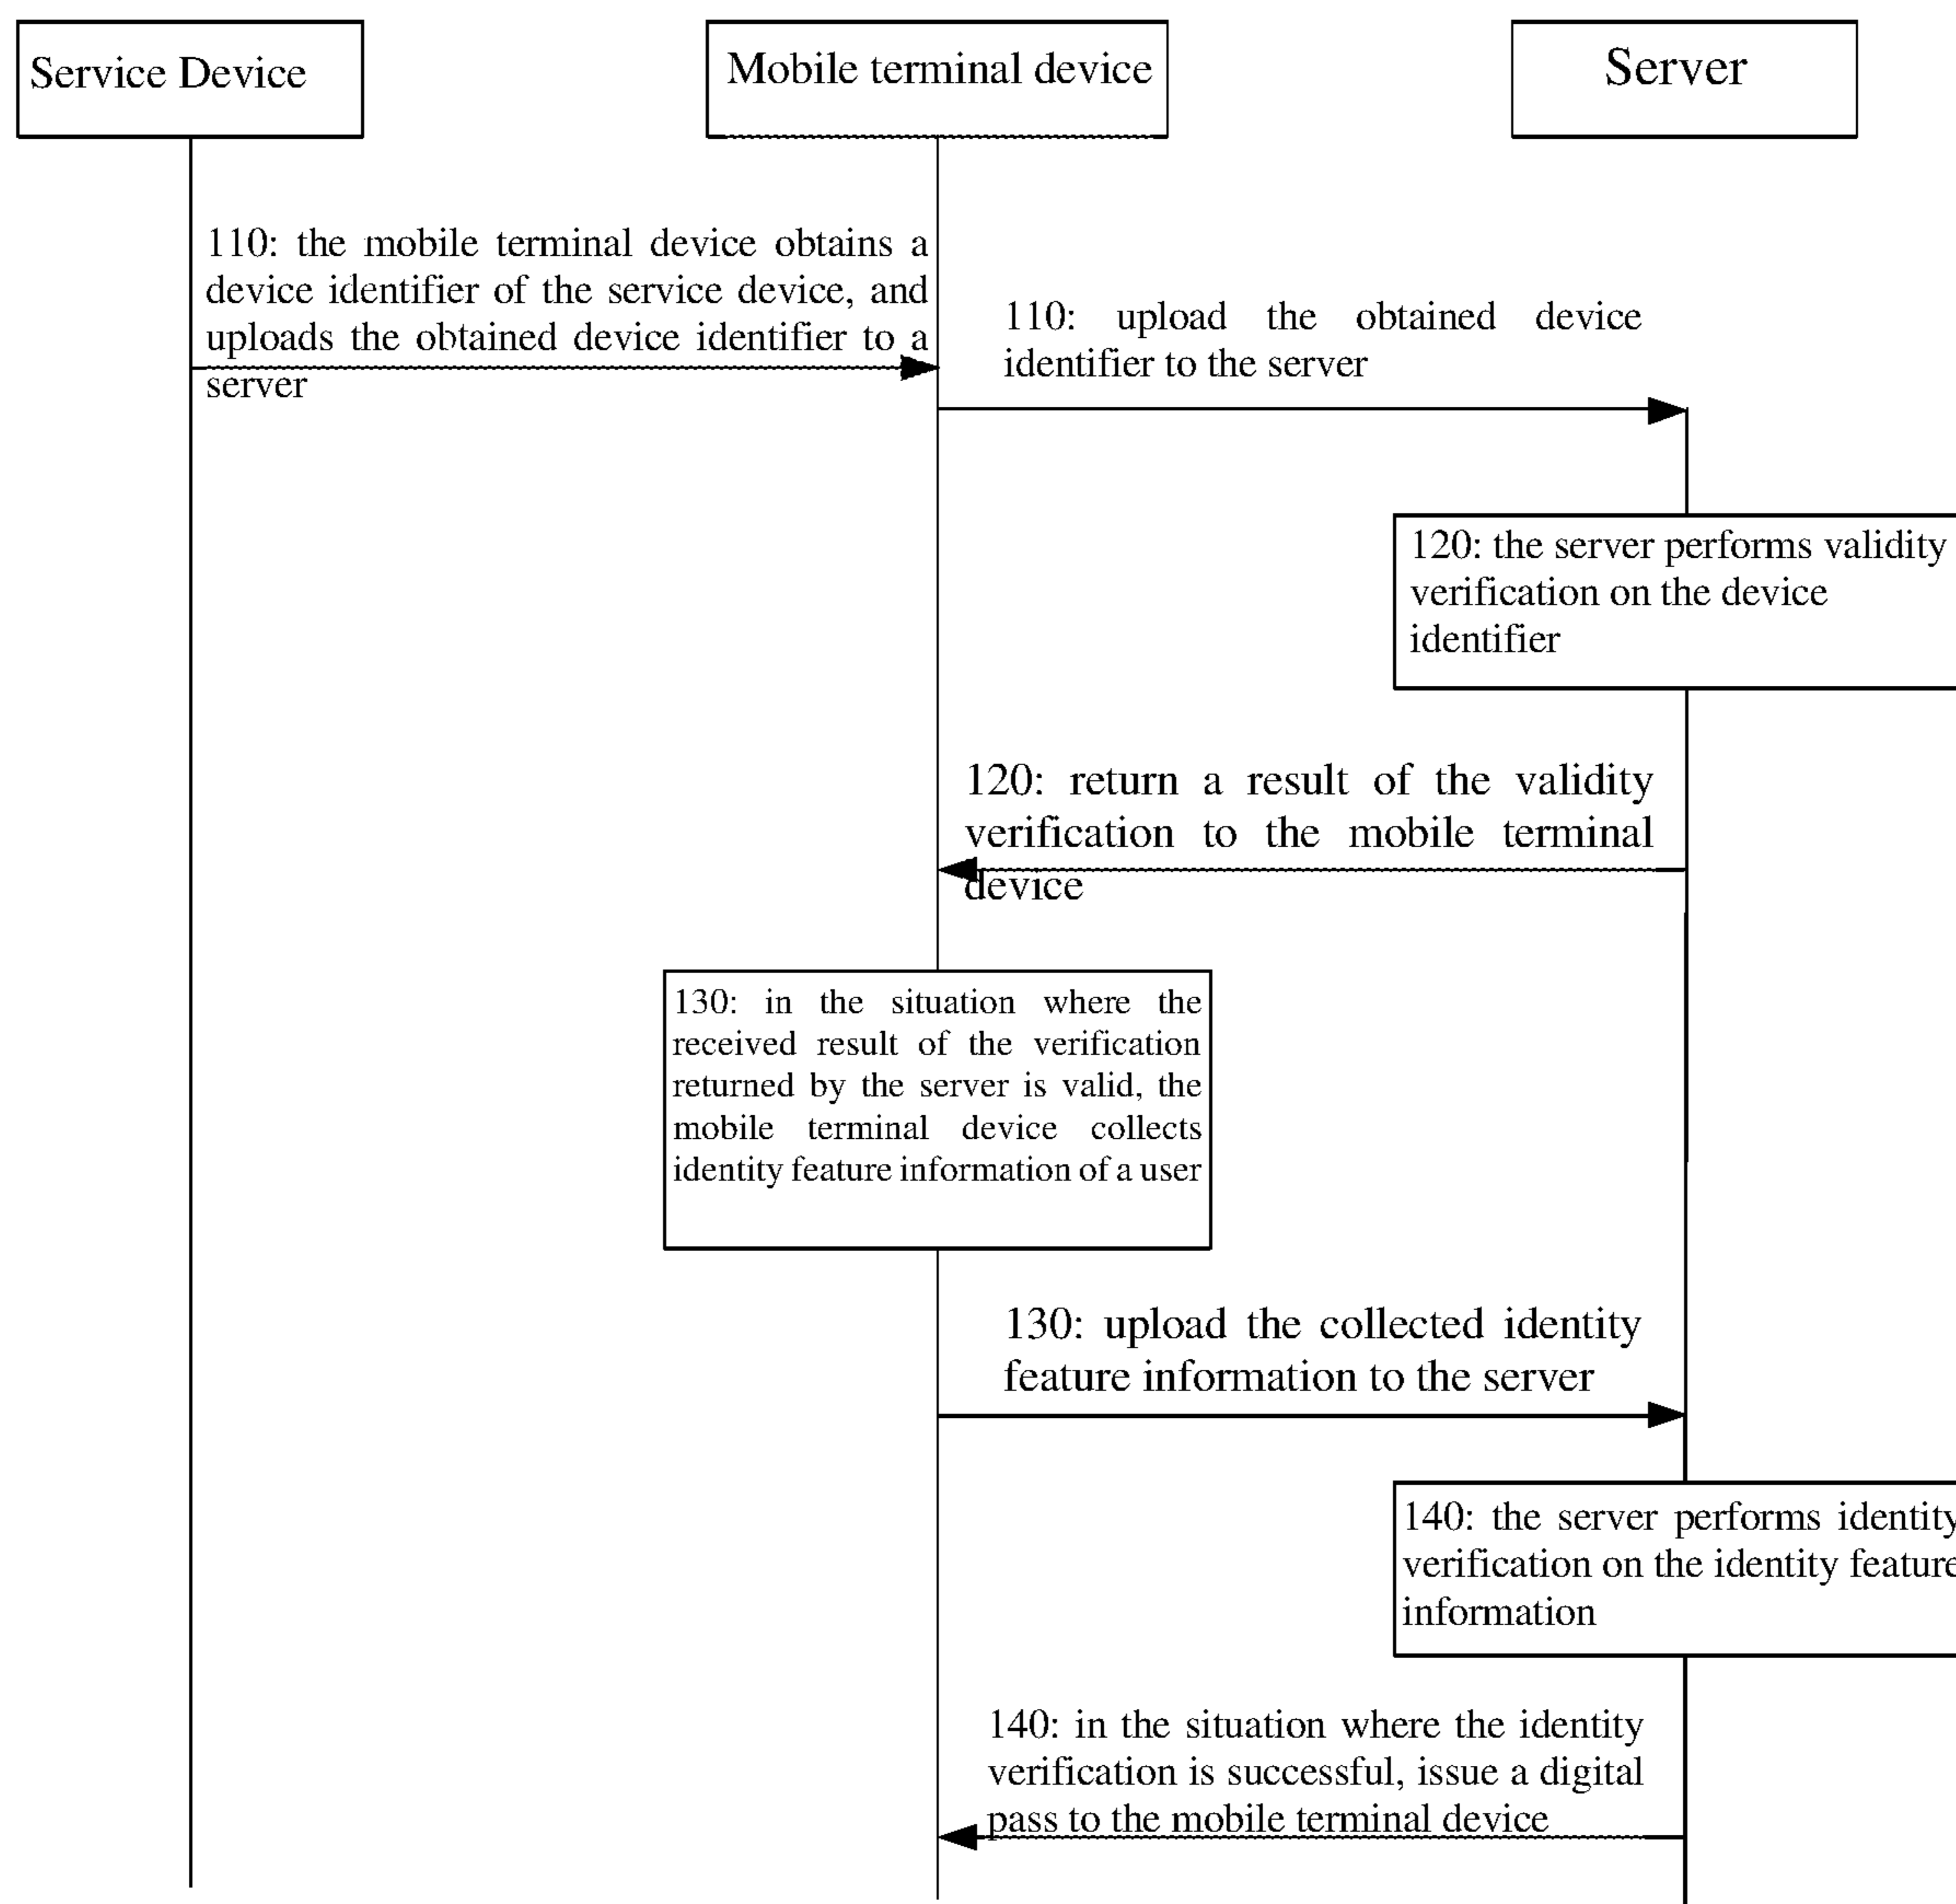 Service Device
Mobile terminal device
Server
110: the mobile terminal device obtains a
device identifier of the service device, and
uploads the obtained device identifier to a
server
110: upload the obtained device
identifier to the server
120: the server performs validity
verification on the device
identifier
120: return a result of the validity
verification to the mobile terminal
device
130: in the situation where the
received result of the verification
returned by the server is valid, the
mobile terminal device collects
identity feature information of a user
130: upload the collected identity
feature information to the server
140: the server performs identity
verification on the identity feature
information
140: in the situation where the identity
verification is successful, issue a digital
pass to the mobile terminal device